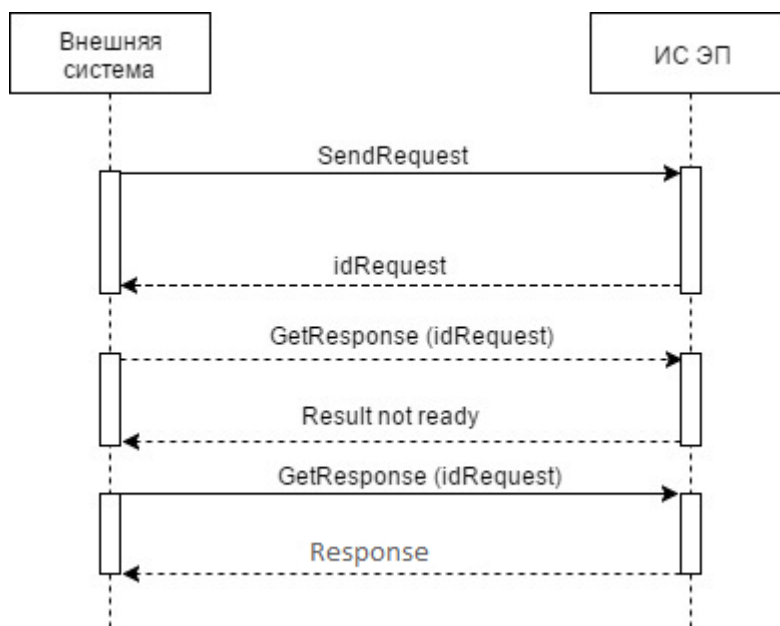 Внешняя
система
ИС ЭП
SendRequest
idRequest
GetResponse (idRequest)
Result not ready
GetResponse (idRequest)
Response